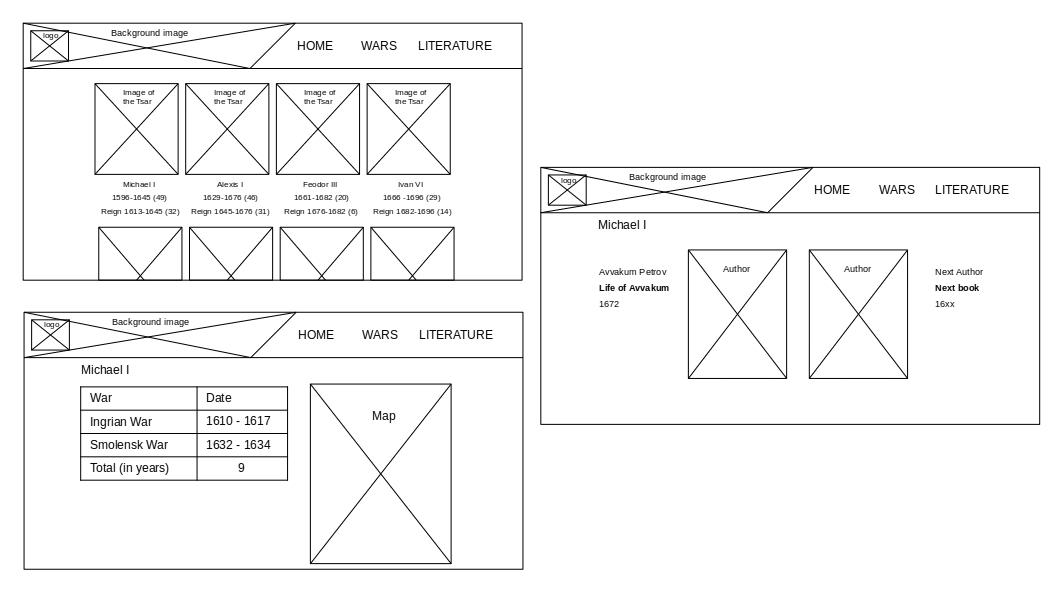 logo
Background image
HOME WARS LITERATURE
Image of the Tsar
Image of the Tsar
Image of the Tsar
Image of the Tsar
Michael I Alexis I Feodor III Ivan VI
1596-1645 (49) 1629-1676 (46) 1661-1682 (20) 1666 -1696 (29)
Reign 1613-1645 (32) Reign 1645-1676 (31) Reign 1676-1682 (6) Reign 1682-1696 (14)
logo
Background image
HOME WARS LITERATURE
Michael I
War Date
Ingrian War 1610 - 1617
Smolensk War 1632 - 1634
Total (in years) 9
Map
logo
Background image
HOME WARS LITERATURE
Michael I
Avvakum Petrov
Life of Avvakum
1672
Author
Author
Next Author
Next book
16xx